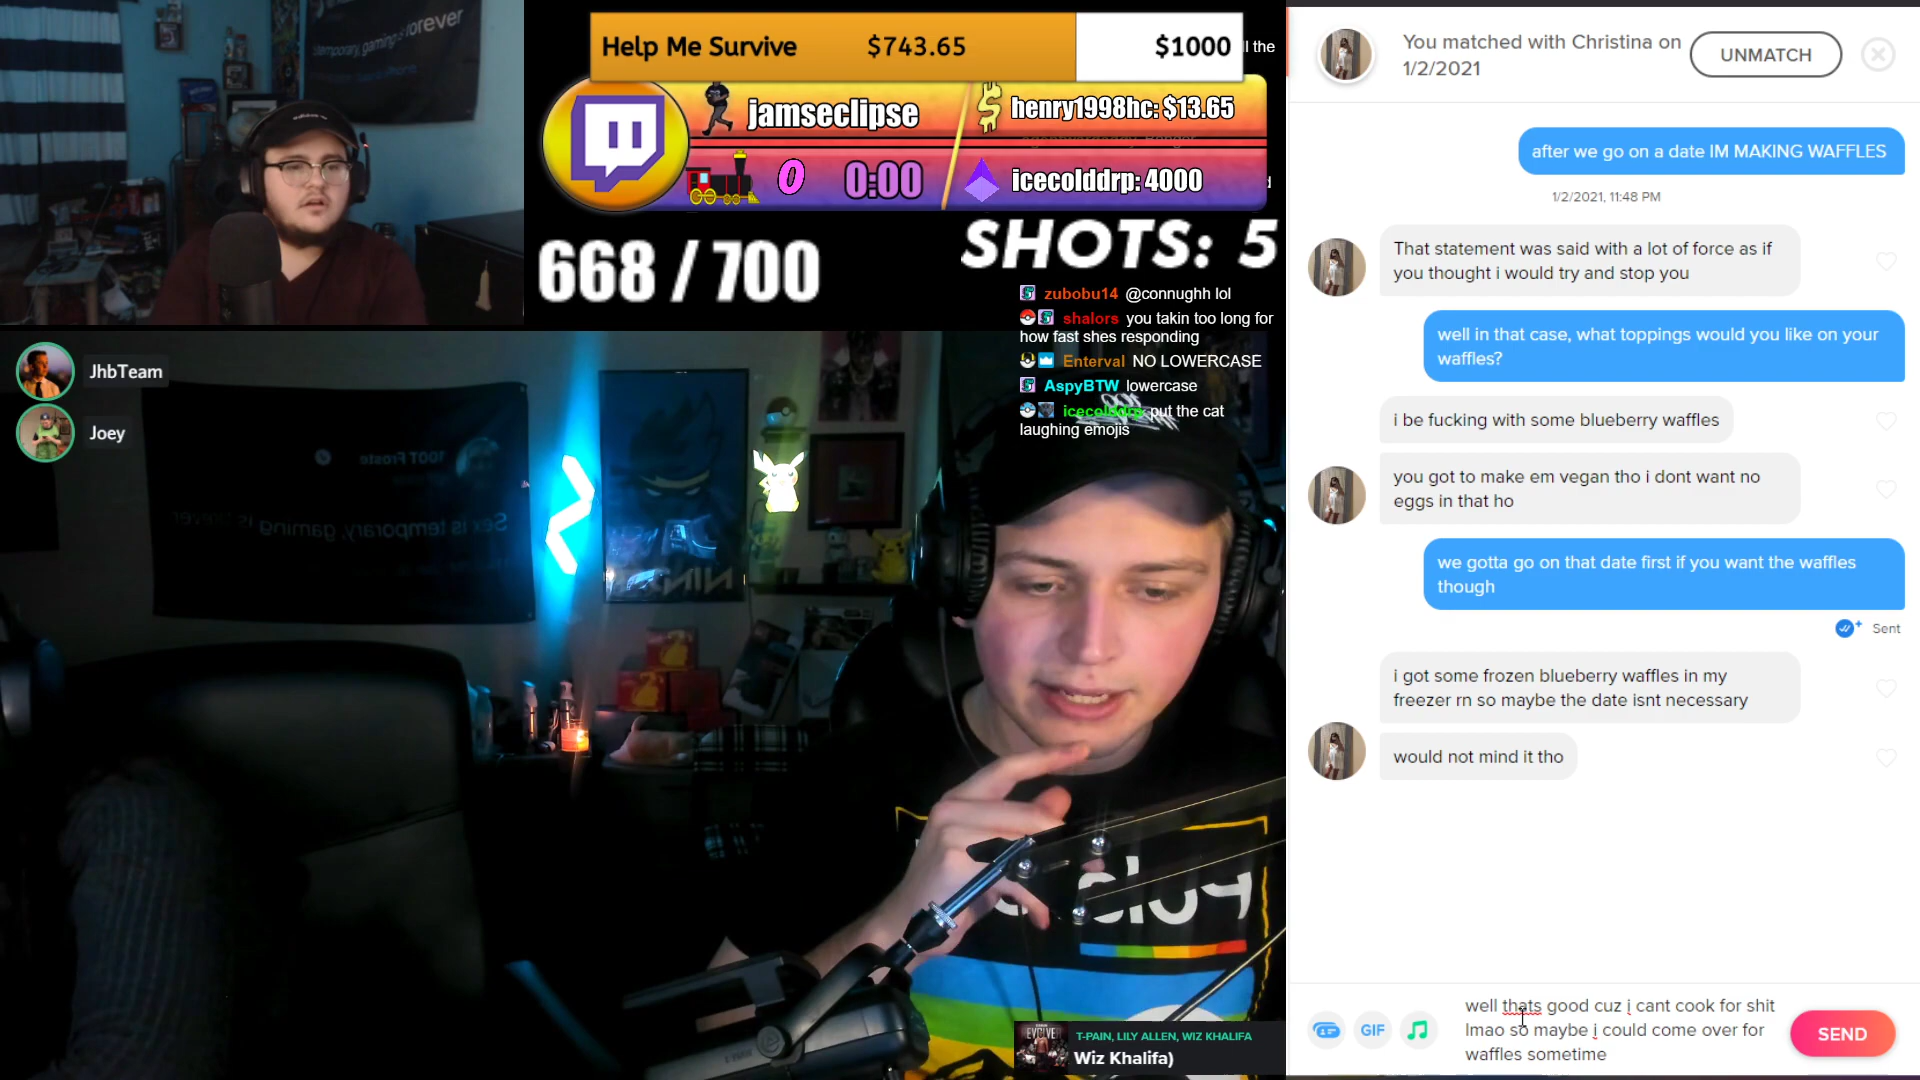 Help Me Survive $743.65 $1000
l the
jamseclipse
henry1998hc: $13.65
0 0:00
icecolddrp: 4000
668 / 700
SHOTS: 5
zubobu14 @connughh lol
shalors you takin too long for
how fast shes responding
Enterval NO LOWERCASE
AspyBTW lowercase
icecolddrp put the cat
laughing emojis
JhbTeam
Joey
T-PAIN, LILY ALLEN, WIZ KHALIFA
Wiz Khalifa)
You matched with Christina on
1/2/2021
UNMATCH
after we go on a date IM MAKING WAFFLES
1/2/2021, 11:48 PM
That statement was said with a lot of force as if
you thought i would try and stop you
well in that case, what toppings would you like on your
waffles?
i be fucking with some blueberry waffles
you got to make em vegan tho i dont want no
eggs in that ho
we gotta go on that date first if you want the waffles
though
Sent
i got some frozen blueberry waffles in my
freezer rn so maybe the date isnt necessary
would not mind it tho
GIF
well thats good cuz i cant cook for shit
lmao so maybe i could come over for
waffles sometime
SEND